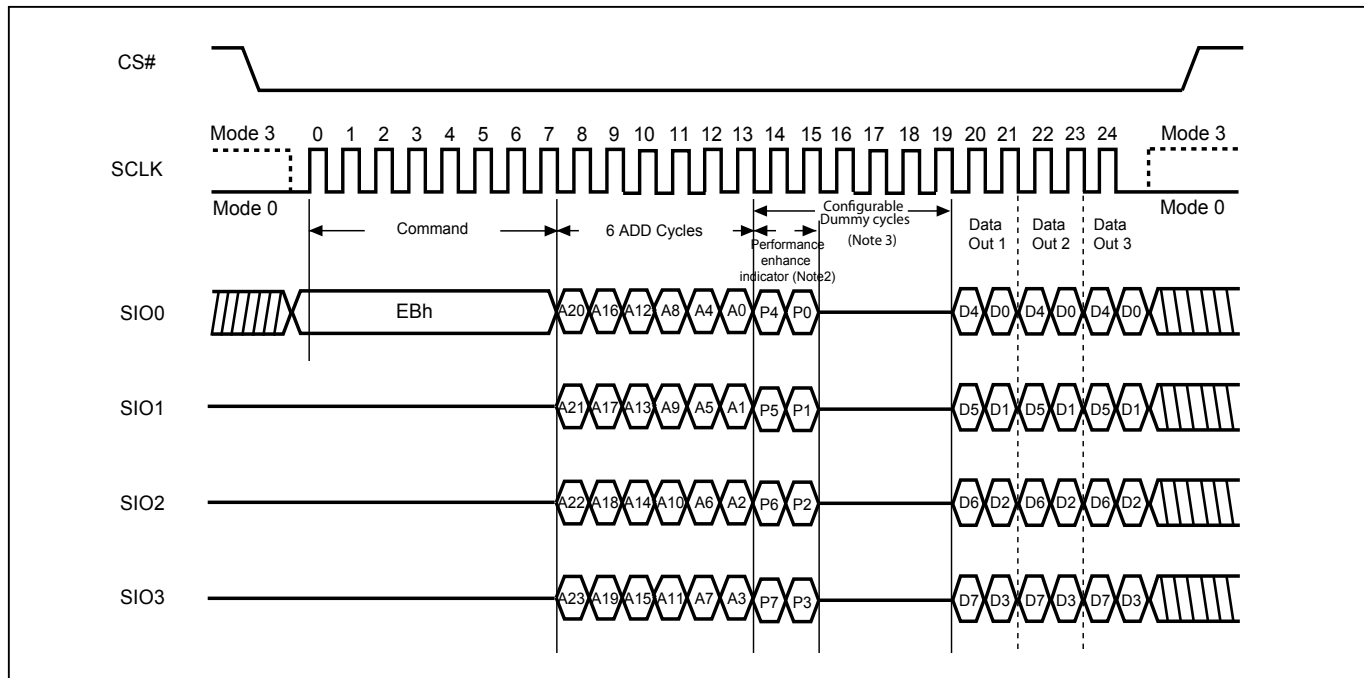 CS#
Mode 3 0 1 2 3 4 5 6 7 8 9 10 11 12 13 14 15 16 17 18 19 20 21 22 23 24 Mode 3
SCLK
Mode 0 Mode 0
Command
6 ADD Cycles
Configurable
Dummy cycles
(Note 3)
Performance
enhance
indicator (Note2)
Data
Out 1
Data
Out 2
Data
Out 3
SIO0 EBh A20 A16 A12 A8 A4 A0 P4 P0 D4 D0 D4 D0 D4 D0
SIO1 A21 A17 A13 A9 A5 A1 P5 P1 D5 D1 D5 D1 D5 D1
SIO2 A22 A18 A14 A10 A6 A2 P6 P2 D6 D2 D6 D2 D6 D2
SIO3 A23 A19 A15 A11 A7 A3 P7 P3 D7 D3 D7 D3 D7 D3